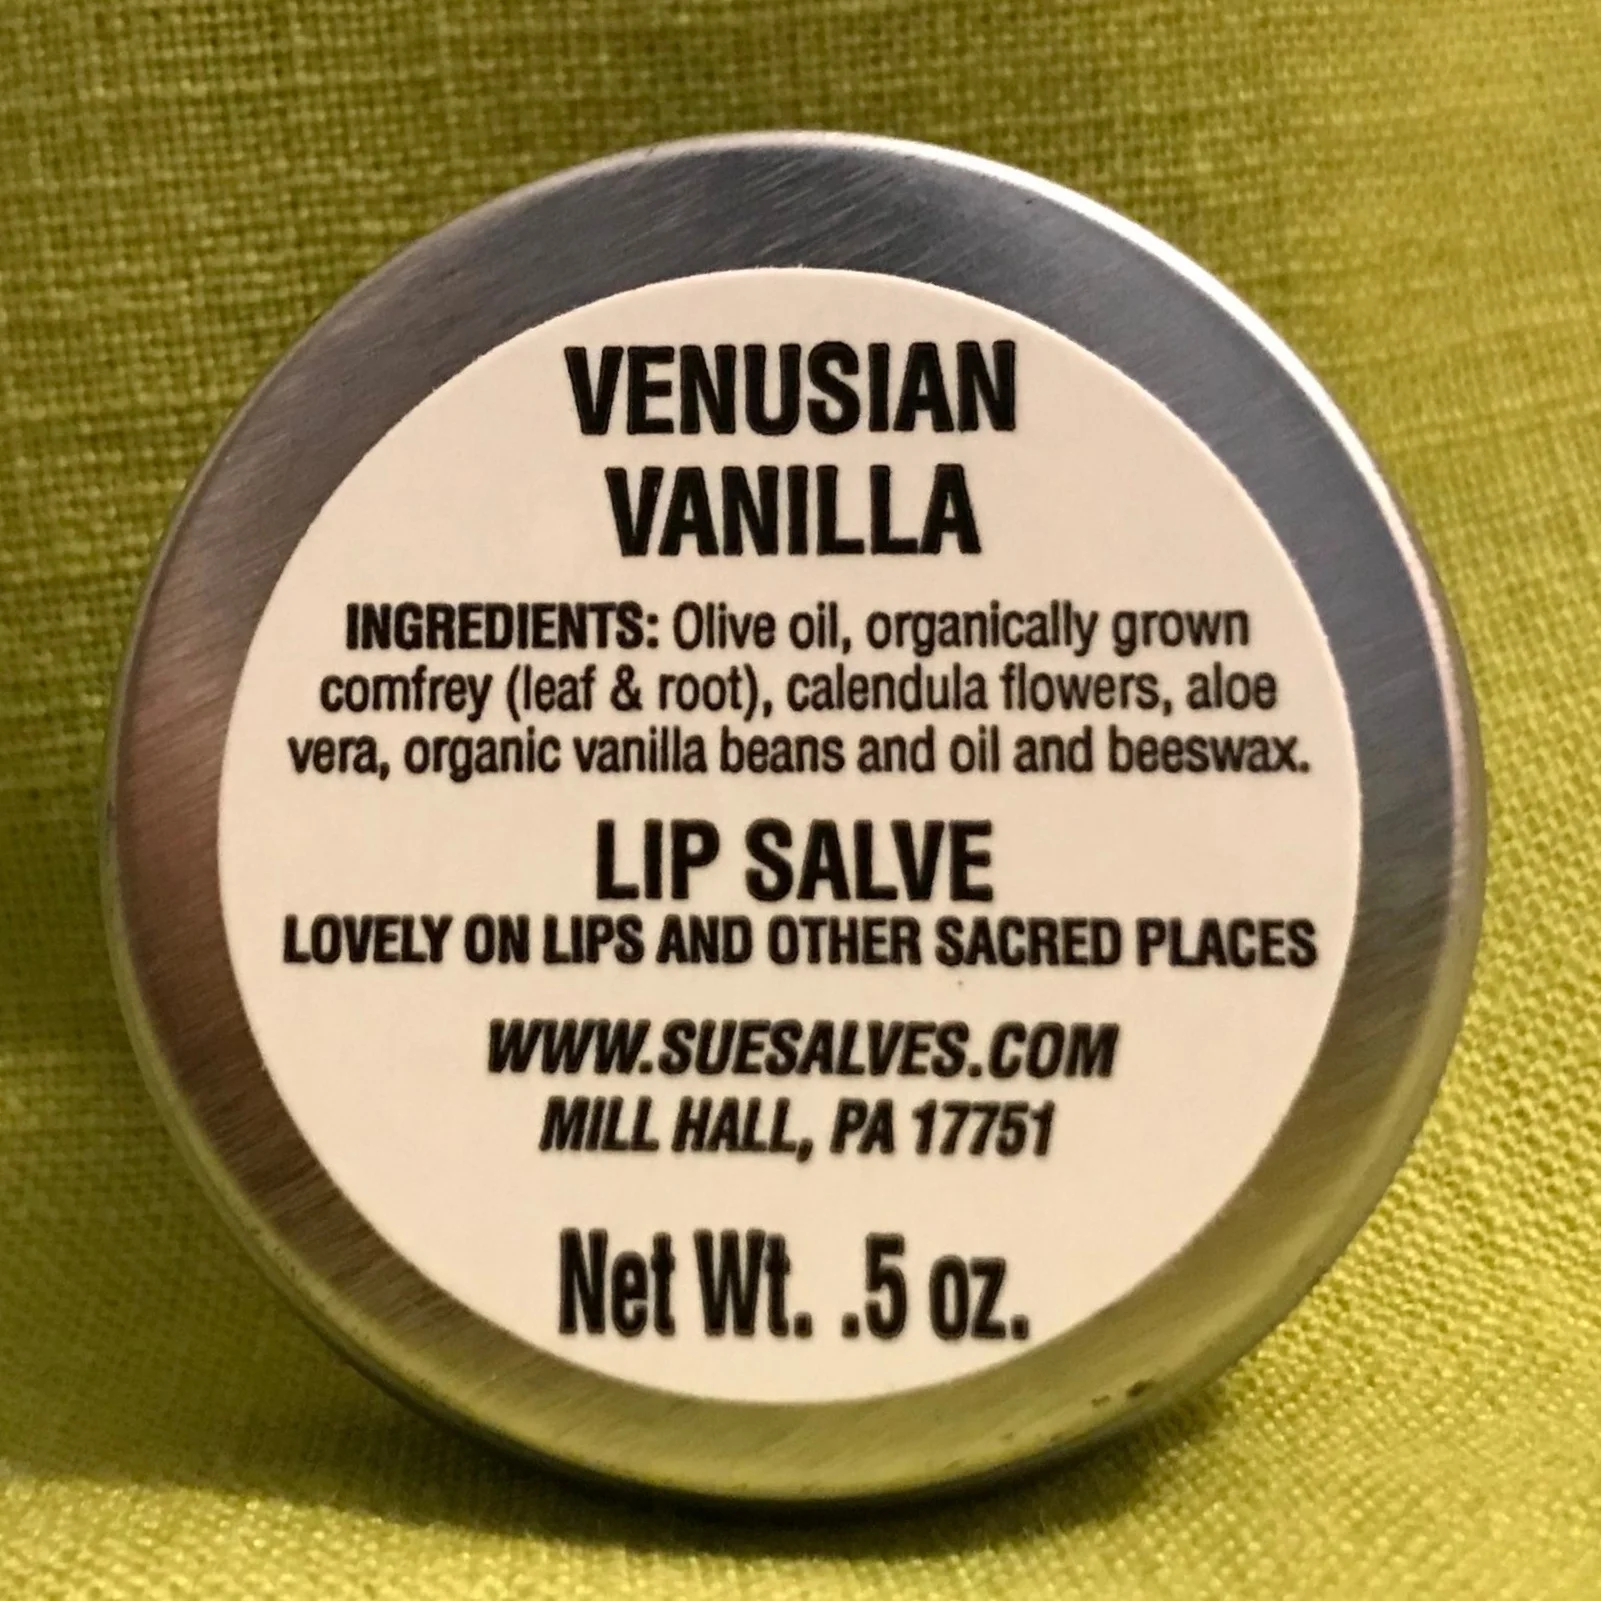 VENUSIAN
VANILLA
INGREDIENTS: Olive oil, organically grown
comfrey (leaf & root), calendula flowers, aloe
vera, organic vanilla beans and oil and beeswax.
LIP SALVE
LOVELY ON LIPS AND OTHER SACRED PLACES
WWW.SUESALVES.COM
MILL HALL, PA 17751
Net Wt. .5 oz.